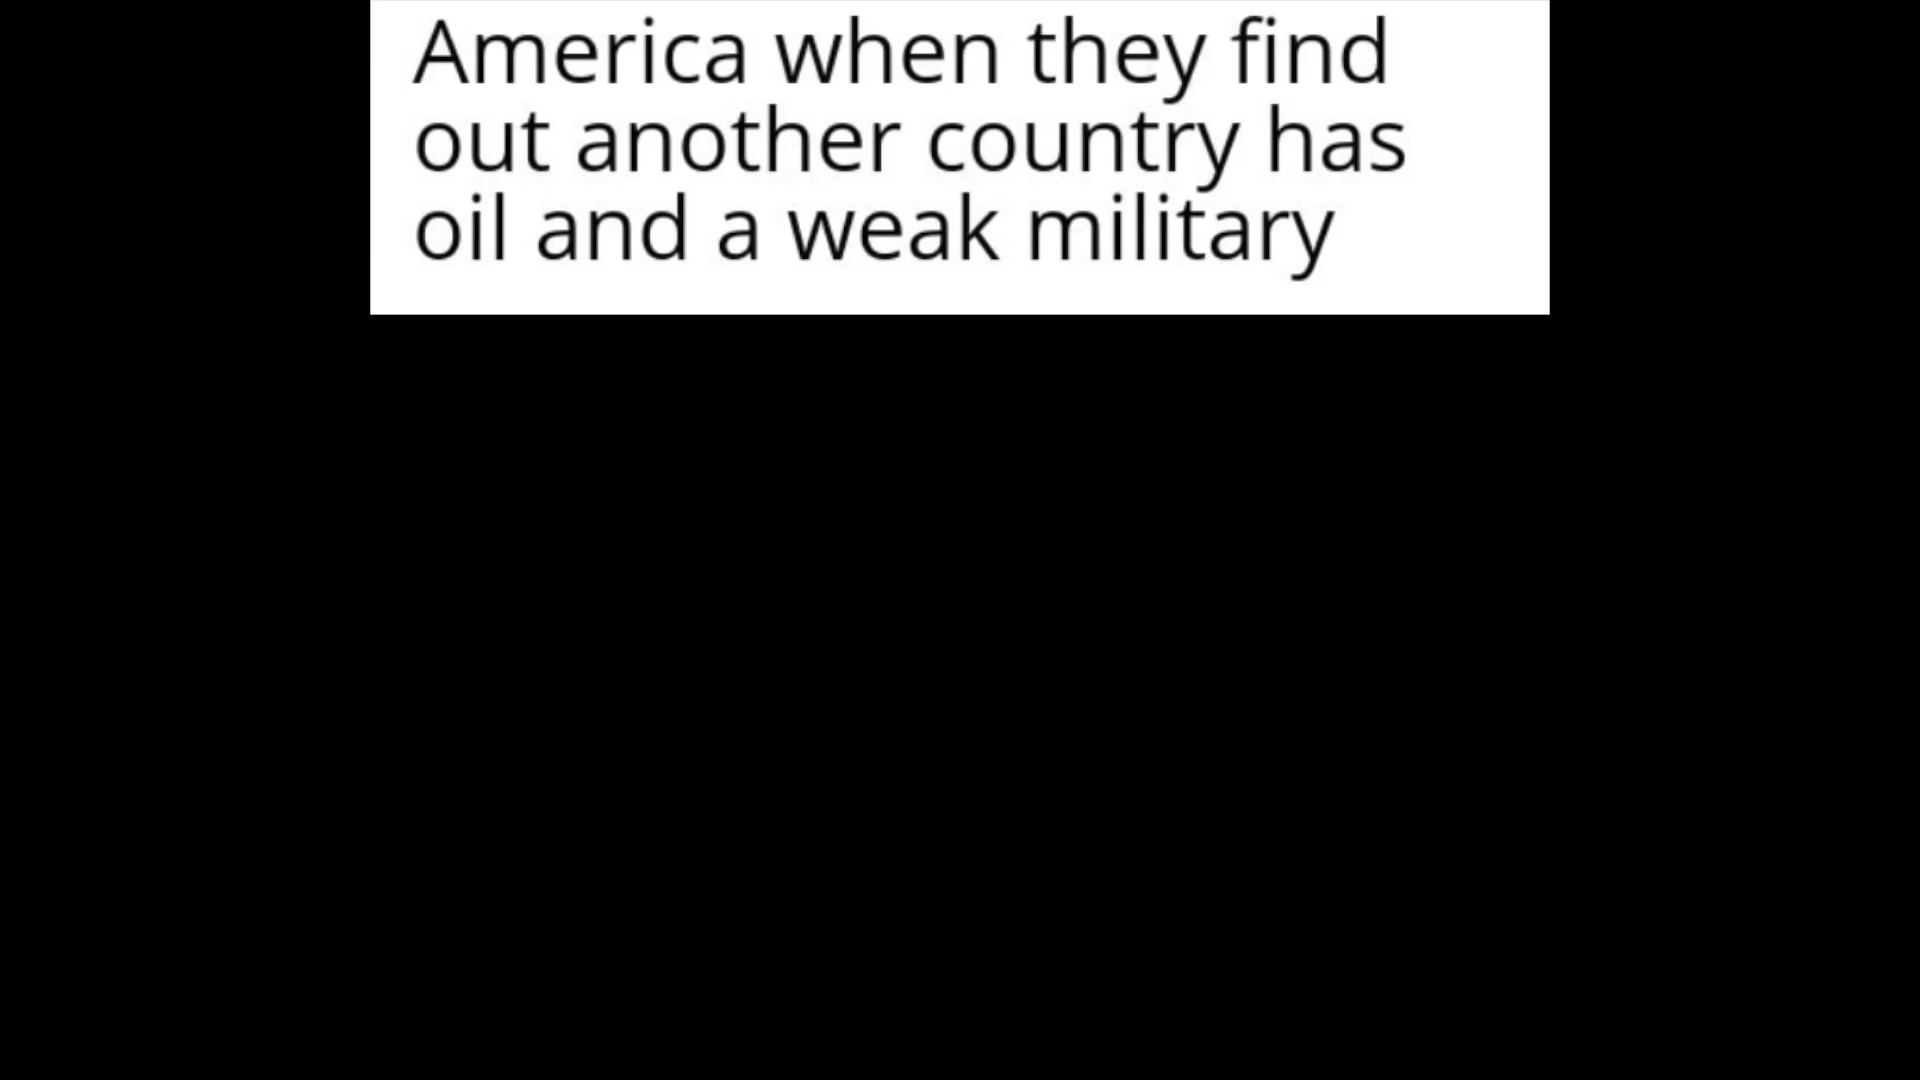 America when they find
out another country has
oil and a weak military